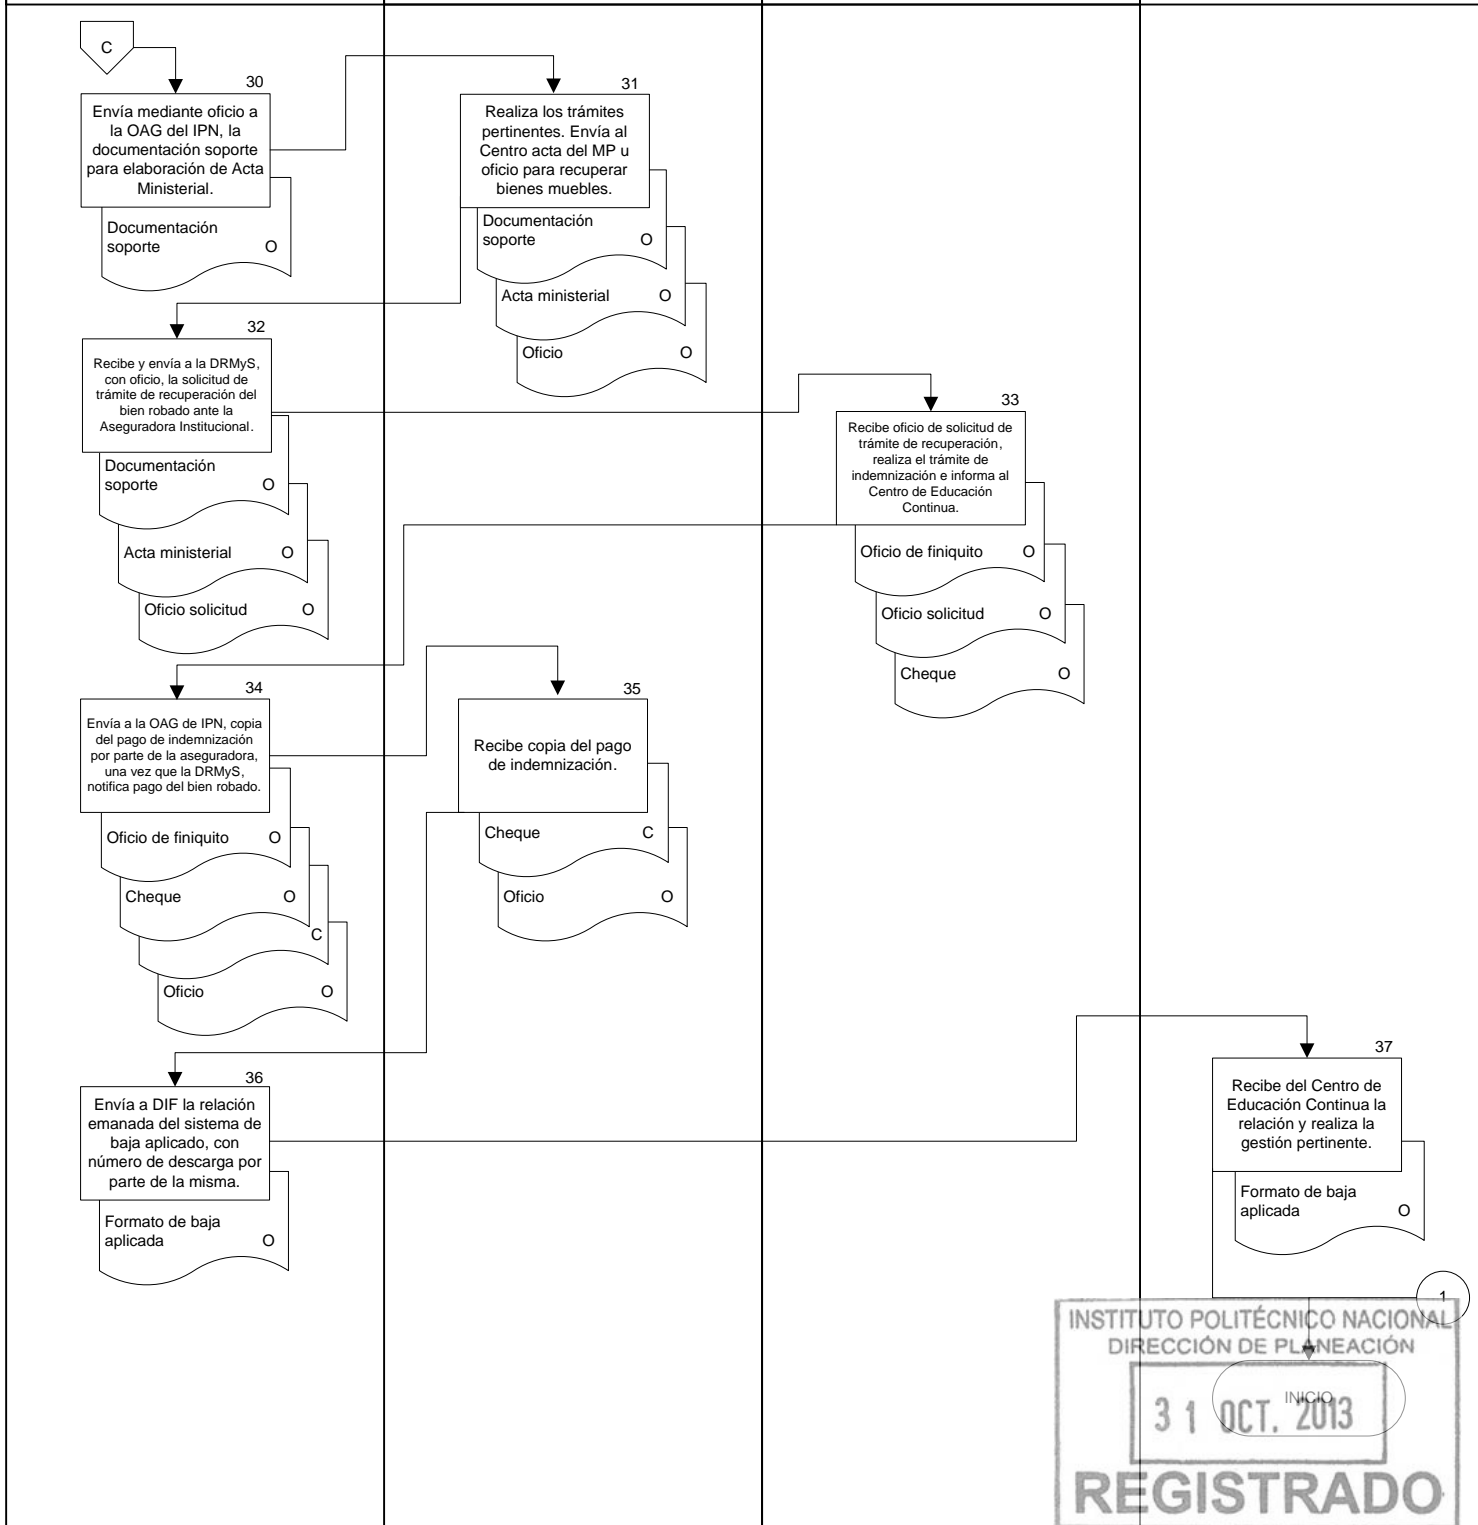 C
30
Envía mediante oficio a
la OAG del IPN, la
documentación soporte
para elaboración de Acta
Ministerial.
Documentación
soporte O
31
Realiza los trámites
pertinentes. Envía al
Centro acta del MP u
oficio para recuperar
bienes muebles.
Documentación
soporte O
Acta ministerial O
Oficio O
32
Recibe y envía a la DRMyS,
con oficio, la solicitud de
trámite de recuperación del
bien robado ante la
Aseguradora Institucional.
Documentación
soporte O
Acta ministerial O
Oficio solicitud O
33
Recibe oficio de solicitud de
trámite de recuperación,
realiza el trámite de
indemnización e informa al
Centro de Educación
Continua.
Oficio de finiquito O
Oficio solicitud O
Cheque O
34
Envía a la OAG de IPN, copia
del pago de indemnización
por parte de la aseguradora,
una vez que la DRMyS,
notifica pago del bien robado.
Oficio de finiquito O
Cheque O
C
Oficio O
35
Recibe copia del pago
de indemnización.
Cheque C
Oficio O
36
Envía a DIF la relación
emanada del sistema de
baja aplicado, con
número de descarga por
parte de la misma.
Formato de baja
aplicada O
37
Recibe del Centro de
Educación Continua la
relación y realiza la
gestión pertinente.
Formato de baja
aplicada O
1
INSTITUTO POLITÉCNICO NACIONAL
DIRECCIÓN DE PLANEACIÓN
INICIO
31 OCT. 2013
REGISTRADO